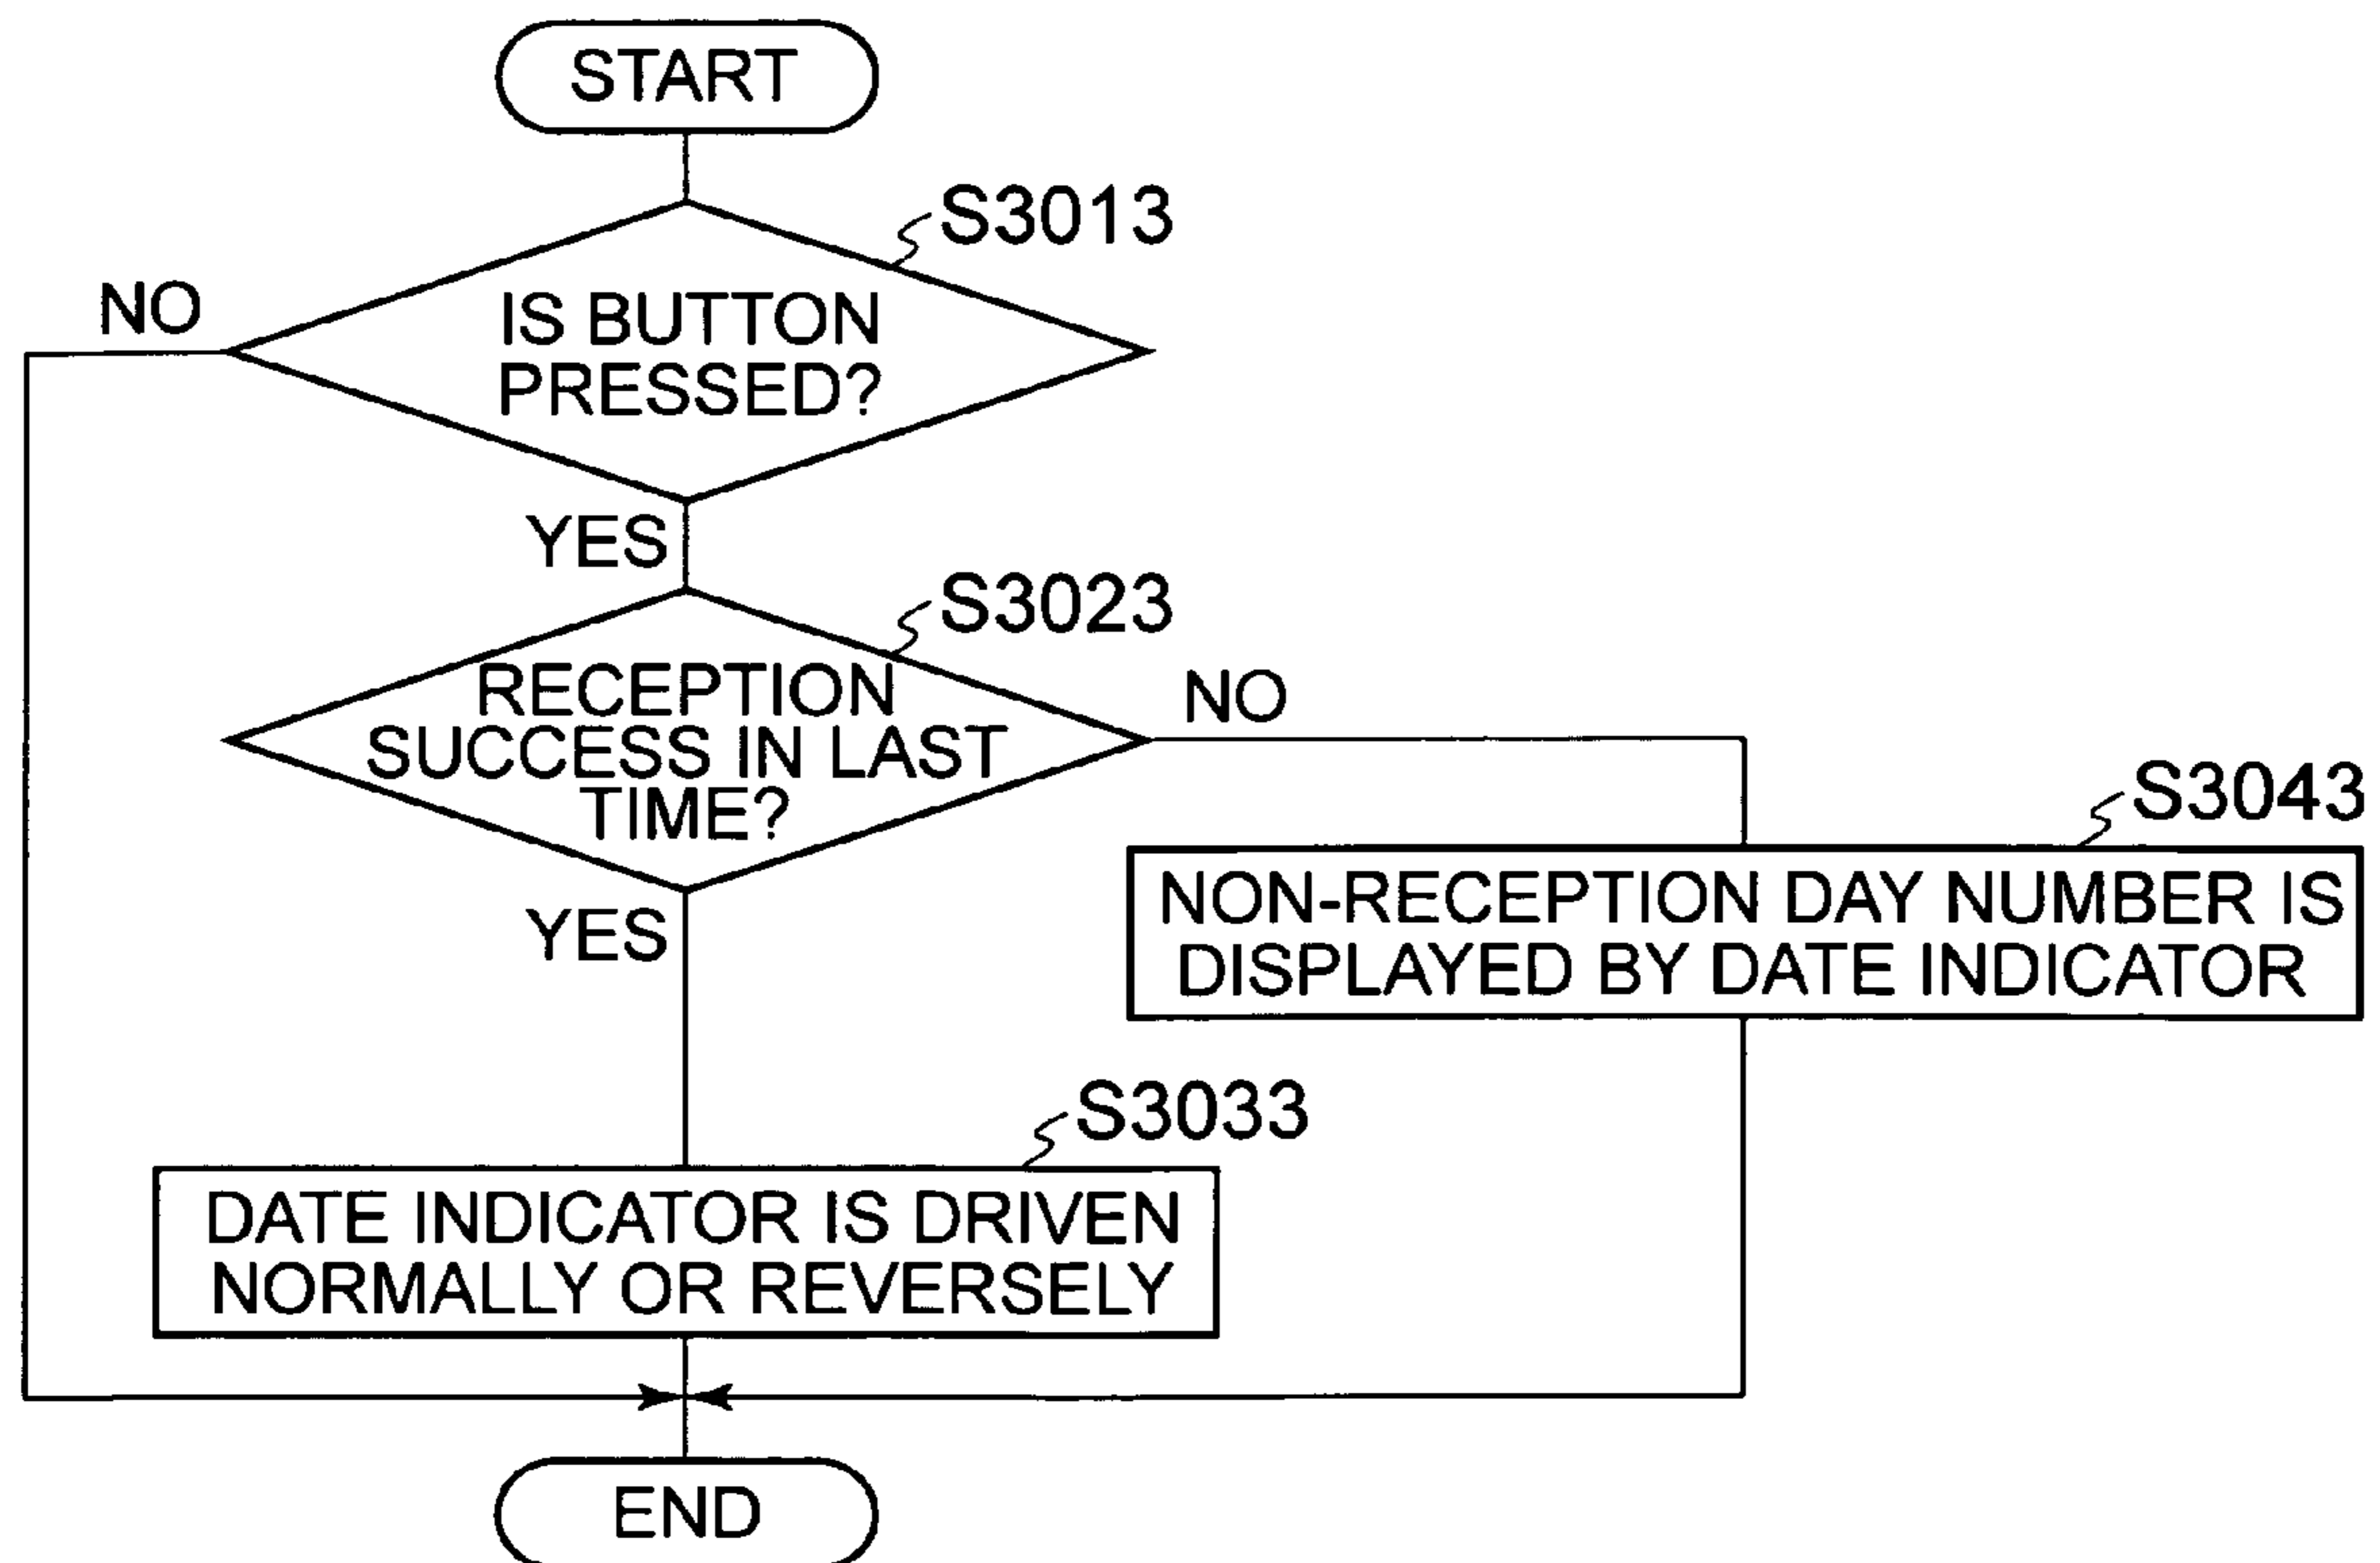 START
S3013
NO
IS BUTTON
PRESSED?
YES
S3023
RECEPTION
SUCCESS IN LAST
TIME?
NO
YES
S3043
NON-RECEPTION DAY NUMBER IS
DISPLAYED BY DATE INDICATOR
S3033
DATE INDICATOR IS DRIVEN
NORMALLY OR REVERSELY
END